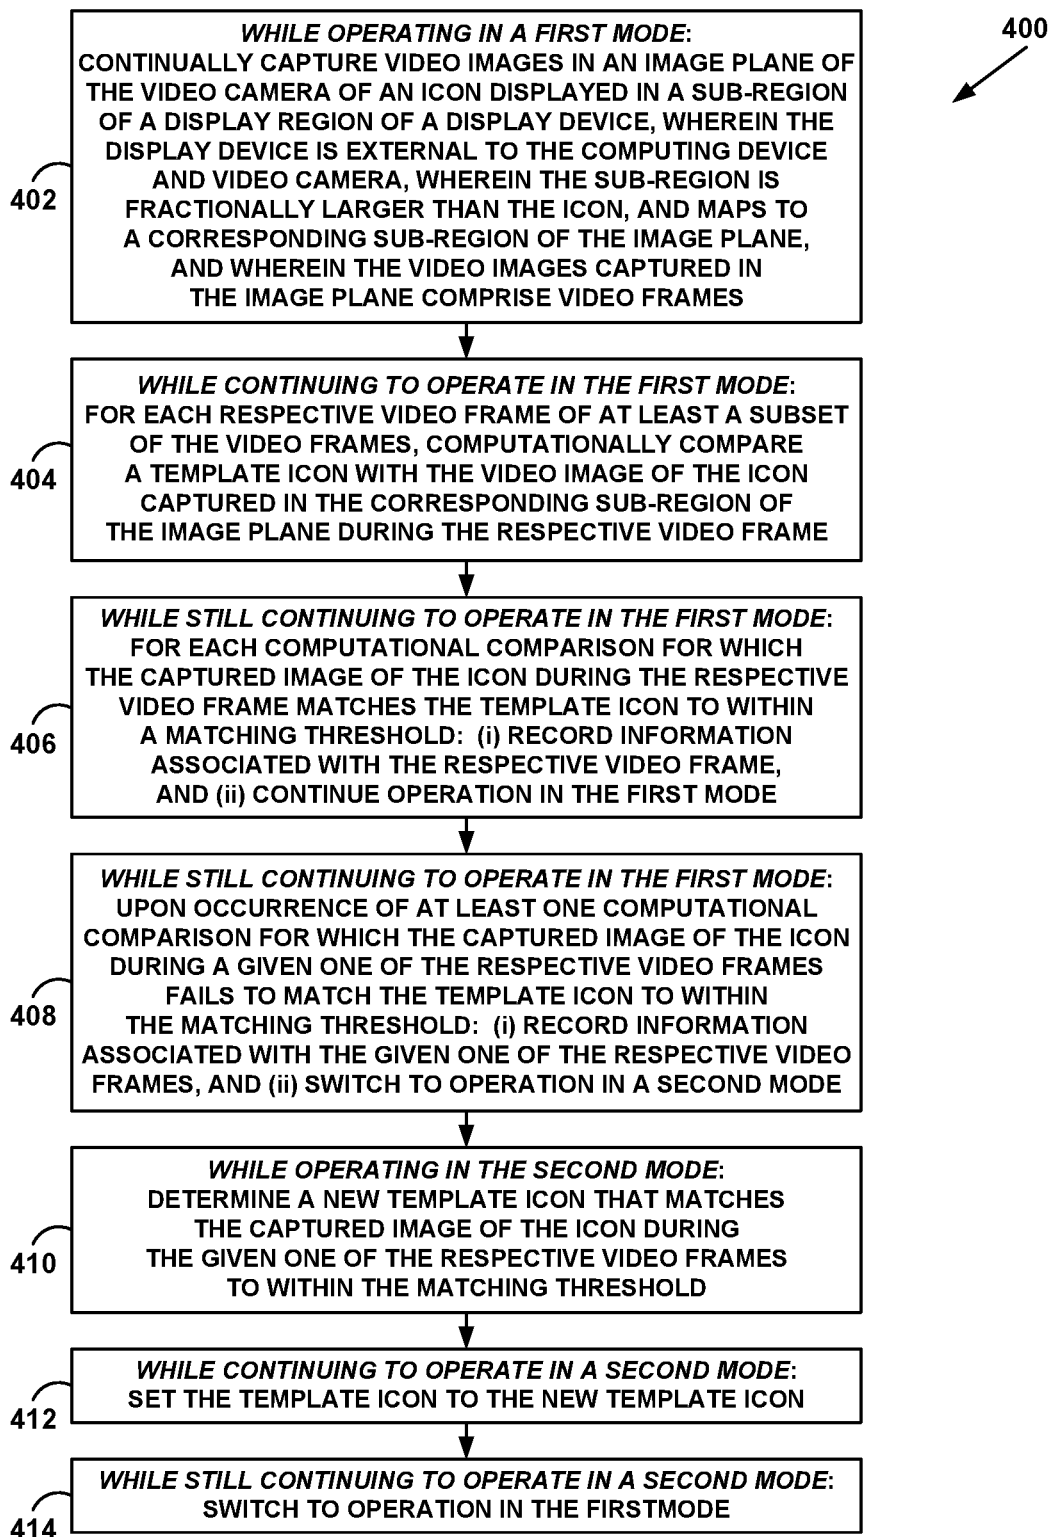 400
WHILE OPERATING IN A FIRST MODE:
CONTINUALLY CAPTURE VIDEO IMAGES IN AN IMAGE PLANE OF
THE VIDEO CAMERA OF AN ICON DISPLAYED IN A SUB-REGION
OF A DISPLAY REGION OF A DISPLAY DEVICE, WHEREIN THE
DISPLAY DEVICE IS EXTERNAL TO THE COMPUTING DEVICE
AND VIDEO CAMERA, WHEREIN THE SUB-REGION IS
FRACTIONALLY LARGER THAN THE ICON, AND MAPS TO
A CORRESPONDING SUB-REGION OF THE IMAGE PLANE,
AND WHEREIN THE VIDEO IMAGES CAPTURED IN
THE IMAGE PLANE COMPRISE VIDEO FRAMES
402
WHILE CONTINUING TO OPERATE IN THE FIRST MODE:
FOR EACH RESPECTIVE VIDEO FRAME OF AT LEAST A SUBSET
OF THE VIDEO FRAMES, COMPUTATIONALLY COMPARE
A TEMPLATE ICON WITH THE VIDEO IMAGE OF THE ICON
CAPTURED IN THE CORRESPONDING SUB-REGION OF
THE IMAGE PLANE DURING THE RESPECTIVE VIDEO FRAME
404
WHILE STILL CONTINUING TO OPERATE IN THE FIRST MODE:
FOR EACH COMPUTATIONAL COMPARISON FOR WHICH
THE CAPTURED IMAGE OF THE ICON DURING THE RESPECTIVE
VIDEO FRAME MATCHES THE TEMPLATE ICON TO WITHIN
A MATCHING THRESHOLD: (i) RECORD INFORMATION
ASSOCIATED WITH THE RESPECTIVE VIDEO FRAME,
AND (ii) CONTINUE OPERATION IN THE FIRST MODE
406
WHILE STILL CONTINUING TO OPERATE IN THE FIRST MODE:
UPON OCCURRENCE OF AT LEAST ONE COMPUTATIONAL
COMPARISON FOR WHICH THE CAPTURED IMAGE OF THE ICON
DURING A GIVEN ONE OF THE RESPECTIVE VIDEO FRAMES
FAILS TO MATCH THE TEMPLATE ICON TO WITHIN
THE MATCHING THRESHOLD: (i) RECORD INFORMATION
ASSOCIATED WITH THE GIVEN ONE OF THE RESPECTIVE VIDEO
FRAMES, AND (ii) SWITCH TO OPERATION IN A SECOND MODE
408
WHILE OPERATING IN THE SECOND MODE:
DETERMINE A NEW TEMPLATE ICON THAT MATCHES
THE CAPTURED IMAGE OF THE ICON DURING
THE GIVEN ONE OF THE RESPECTIVE VIDEO FRAMES
TO WITHIN THE MATCHING THRESHOLD
410
WHILE CONTINUING TO OPERATE IN A SECOND MODE:
SET THE TEMPLATE ICON TO THE NEW TEMPLATE ICON
412
WHILE STILL CONTINUING TO OPERATE IN A SECOND MODE:
SWITCH TO OPERATION IN THE FIRSTMODE
414